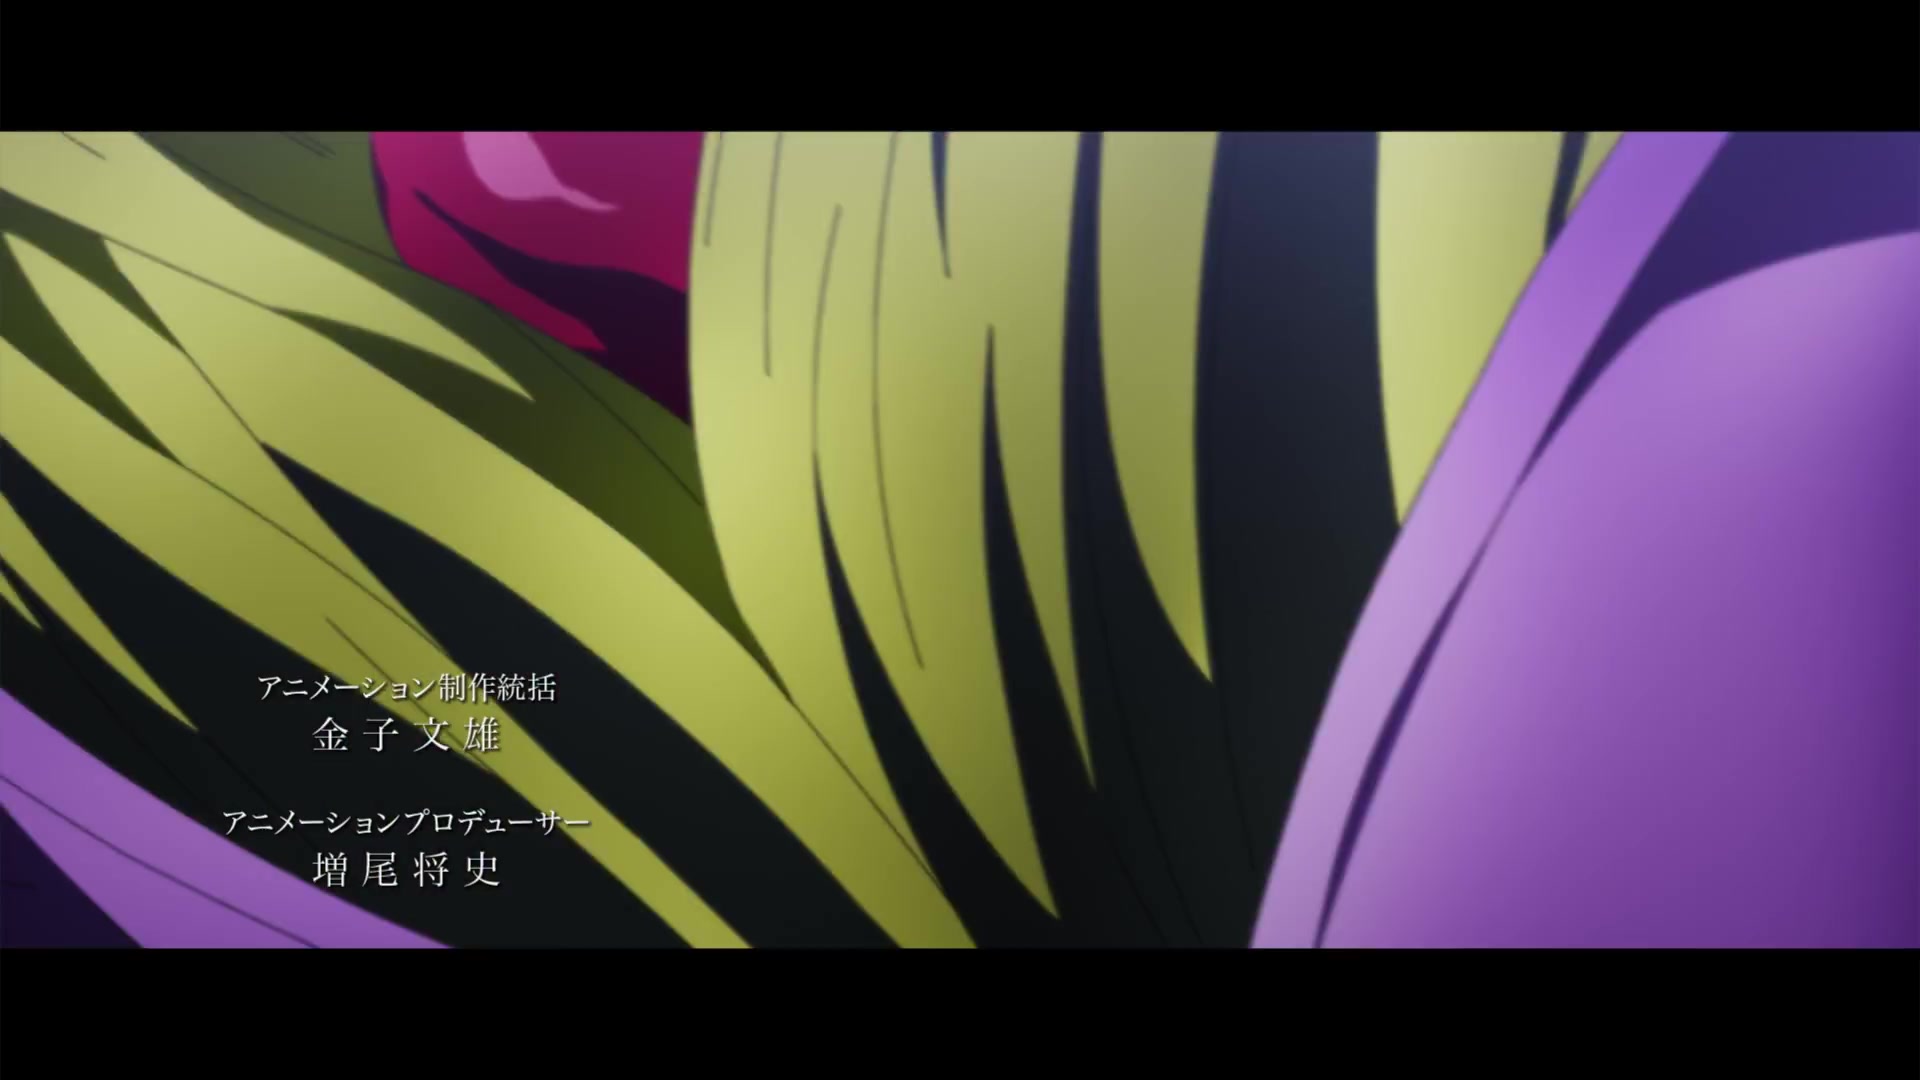 アニメーション制作統括
金子文雄
アニメーションプロデューサー
増尾将史